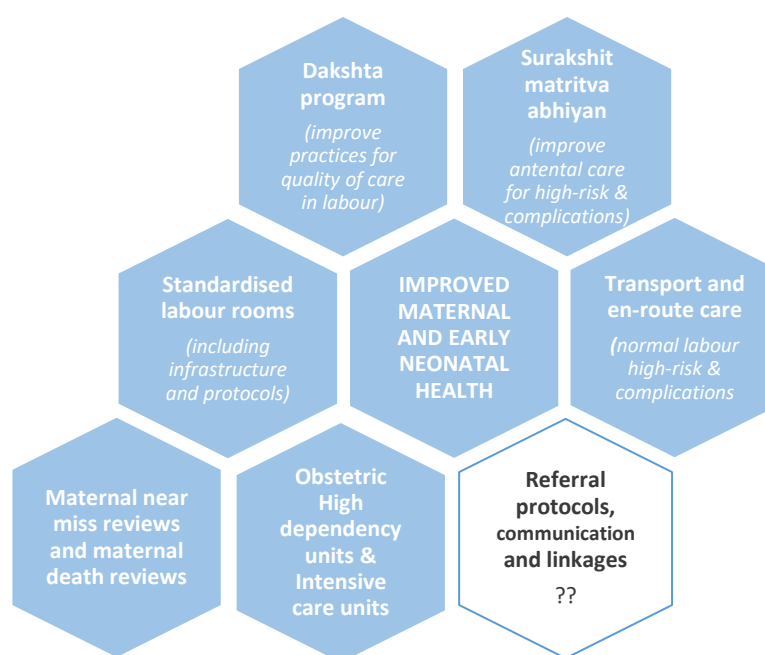 Dakshta
program
(improve
practices for
quality of care
in labour)
Surakshit
matritva
abhiyan
(improve
antental care
for high-risk &
complications)
Standardised
labour rooms
(including
infrastructure
and protocols)
IMPROVED
MATERNAL
AND EARLY
NEONATAL
HEALTH
Transport and
en-route care
(normal labour
high-risk &
complications
Maternal near
miss reviews
and maternal
death reviews
Obstetric
High
dependency
units &
Intensive
care units
Referral
protocols,
communication
and linkages
??